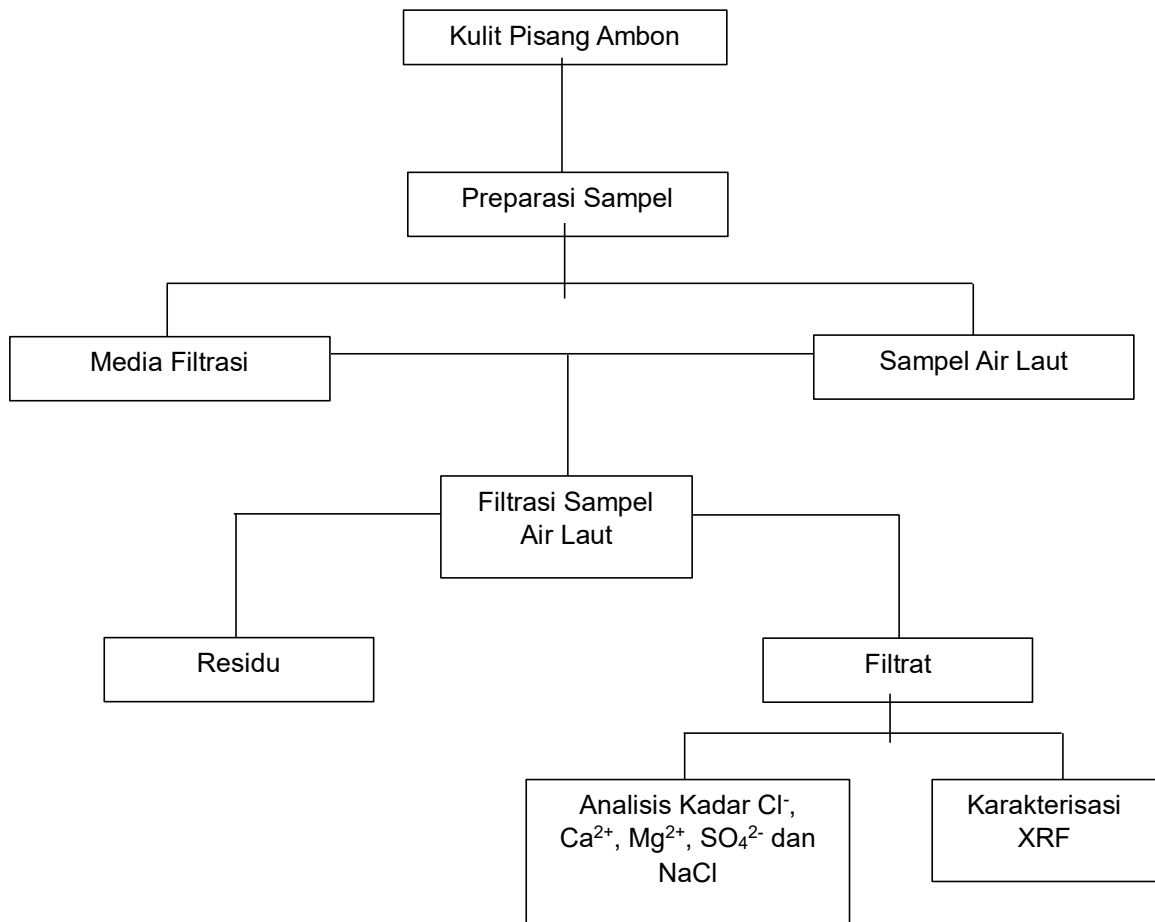 Kulit Pisang Ambon
Preparasi Sampel
Media Filtrasi
Sampel Air Laut
Filtrasi Sampel
Air Laut
Residu
Filtrat
Analisis Kadar Cl⁻,
Ca²⁺, Mg²⁺, SO₄²⁻ dan
NaCl
Karakterisasi
XRF